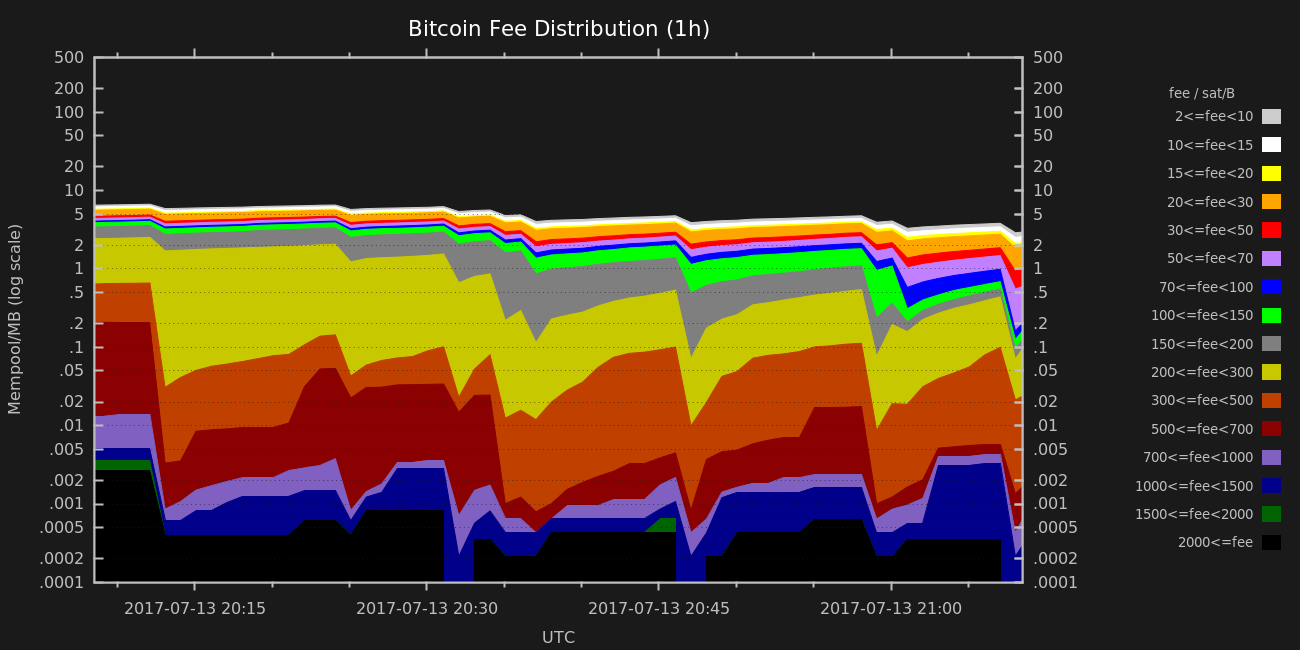 Bitcoin Fee Distribution (1h)
500
200
100
50
20
10
5
2
1
.5
.2
.1
.05
.02
.01
.005
.002
.001
.0005
.0002
.0001
Mempool/MB (log scale)
500
200
100
50
20
10
5
2
1
.5
.2
.1
.05
.02
.01
.005
.002
.001
.0005
.0002
.0001
2017-07-13 20:15
2017-07-13 20:30
2017-07-13 20:45
2017-07-13 21:00
UTC
fee / sat/B
2<=fee<10
10<=fee<15
15<=fee<20
20<=fee<30
30<=fee<50
50<=fee<70
70<=fee<100
100<=fee<150
150<=fee<200
200<=fee<300
300<=fee<500
500<=fee<700
700<=fee<1000
1000<=fee<1500
1500<=fee<2000
2000<=fee